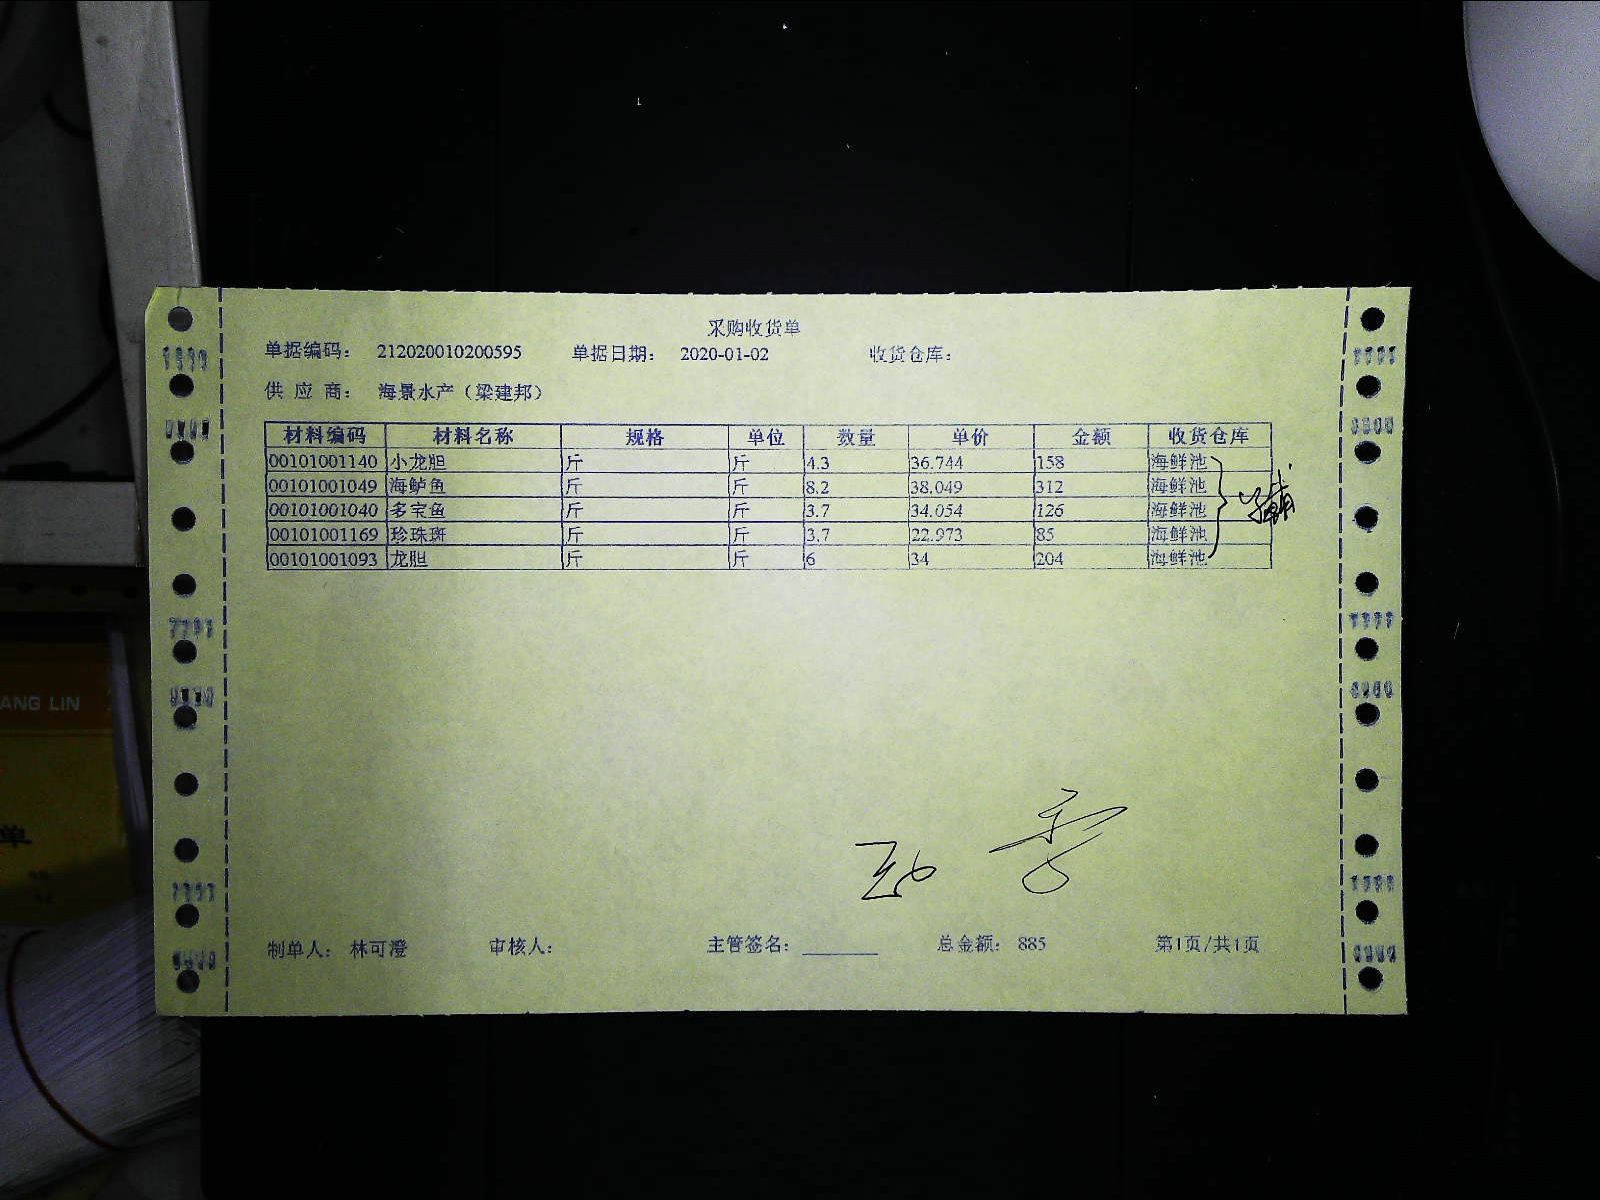 采购收货单
单据编码： 212020010200595 单据日期： 2020-01-02 收货仓库：
供 应 商： 海景水产（梁建邦）
材料编码 材料名称 规格 单位 数量 单价 金额 收货仓库
00101001140 小龙胆 斤 斤 4.3 36.744 158 海鲜池
00101001049 海鲈鱼 斤 斤 8.2 38.049 312 海鲜池
00101001040 多宝鱼 斤 斤 3.7 34.054 126 海鲜池
00101001169 珍珠斑 斤 斤 3.7 22.973 85 海鲜池
00101001093 龙胆 斤 斤 6 34 204 海鲜池
制单人： 林可澄 审核人： 主管签名： 总金额： 885 第1页/共1页
ANG LIN
单